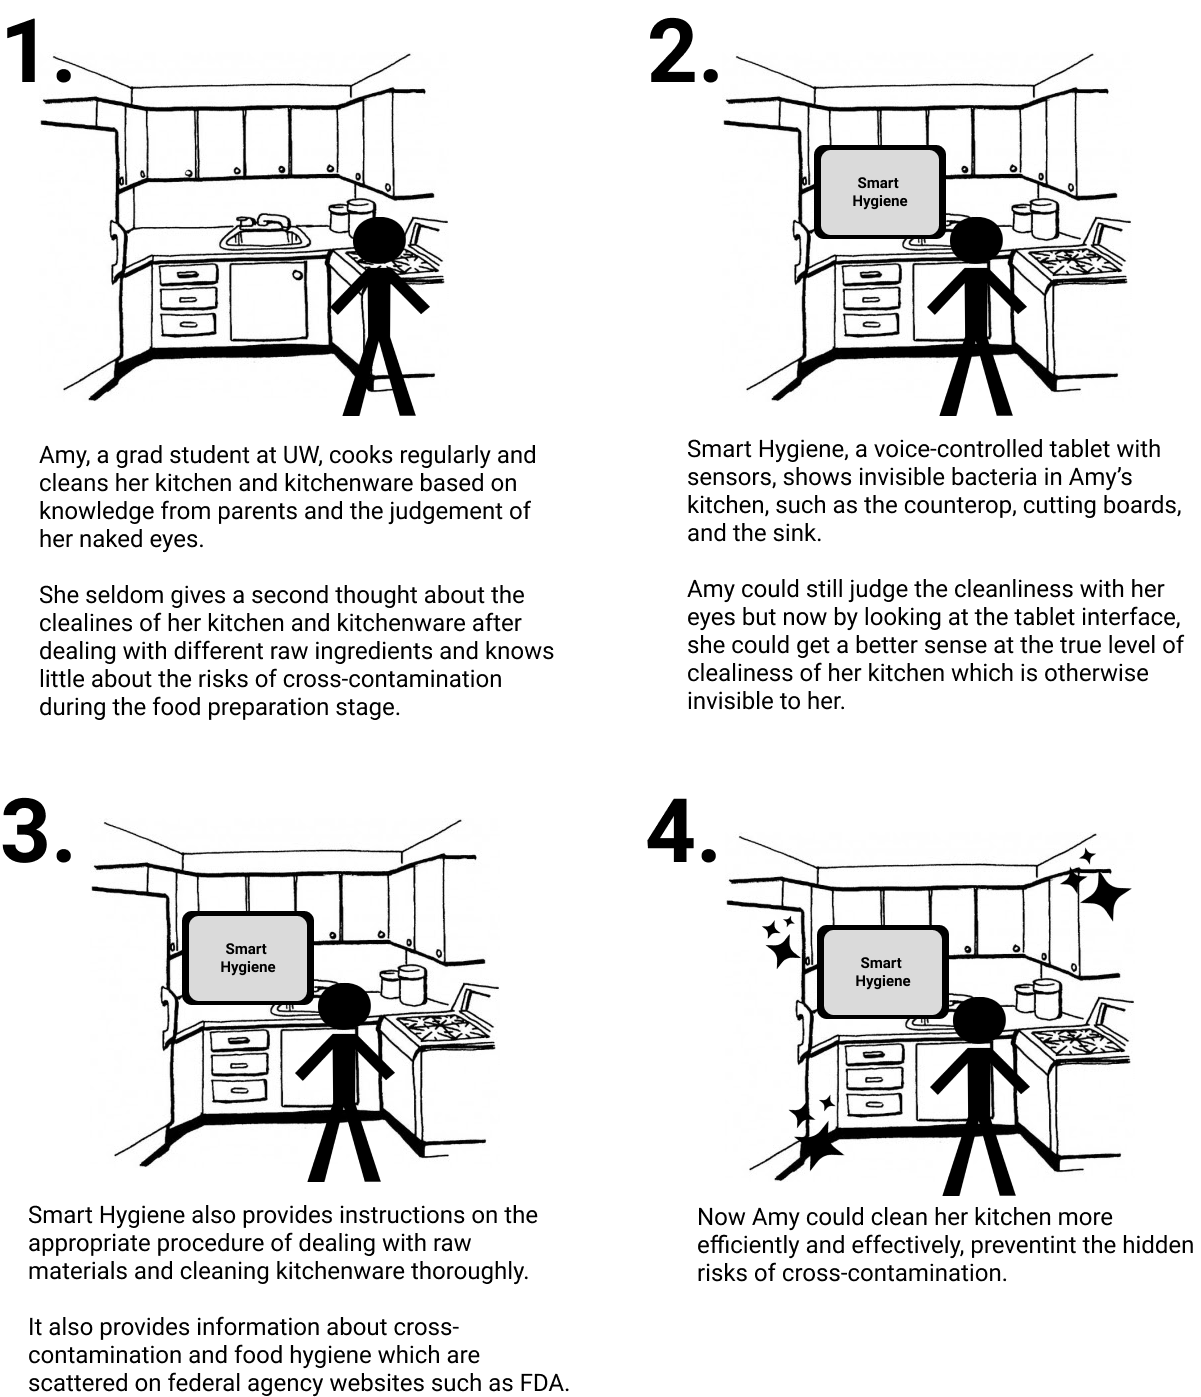 1.
Amy, a grad student at UW, cooks regularly and
cleans her kitchen and kitchenware based on
knowledge from parents and the judgement of
her naked eyes.
She seldom gives a second thought about the
clealines of her kitchen and kitchenware after
dealing with different raw ingredients and knows
little about the risks of cross-contamination
during the food preparation stage.
2.
Smart
Hygiene
Smart Hygiene, a voice-controlled tablet with
sensors, shows invisible bacteria in Amy’s
kitchen, such as the counterop, cutting boards,
and the sink.
Amy could still judge the cleanliness with her
eyes but now by looking at the tablet interface,
she could get a better sense at the true level of
clealiness of her kitchen which is otherwise
invisible to her.
3.
Smart
Hygiene
Smart Hygiene also provides instructions on the
appropriate procedure of dealing with raw
materials and cleaning kitchenware thoroughly.
It also provides information about cross-
contamination and food hygiene which are
scattered on federal agency websites such as FDA.
4.
Smart
Hygiene
Now Amy could clean her kitchen more
efficiently and effectively, preventint the hidden
risks of cross-contamination.